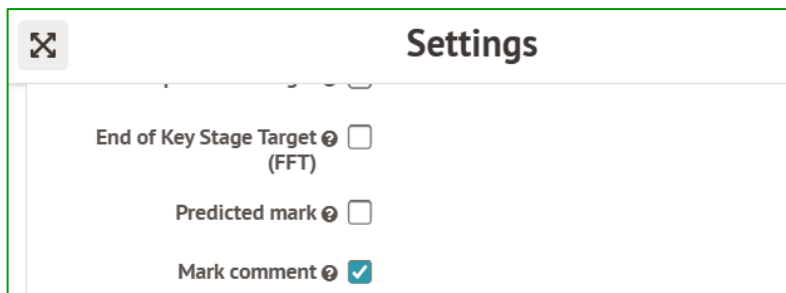 Settings
End of Key Stage Target
(FFT)
Predicted mark
Mark comment